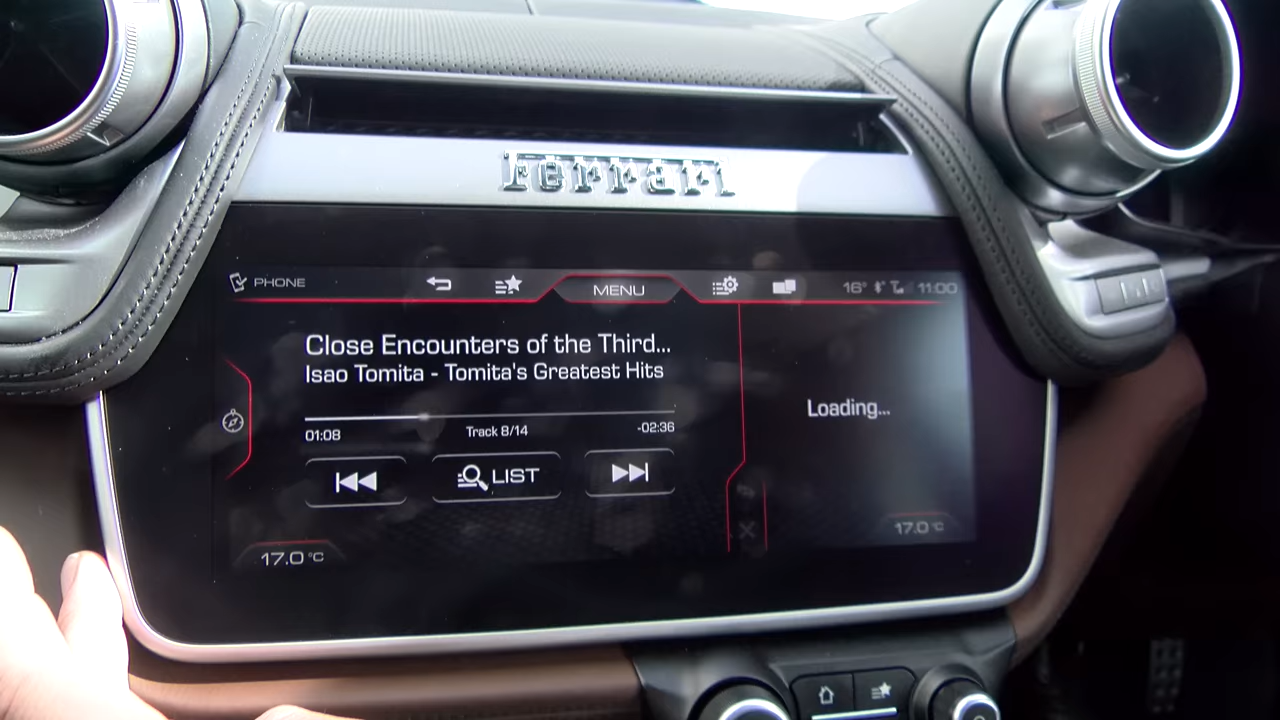 Ferrari
PHONE
MENU
16° 11:00
Close Encounters of the Third...
Isao Tomita - Tomita's Greatest Hits
01:08
Track 8/14
-02:36
LIST
Loading...
17.0 °C
17.0 °C